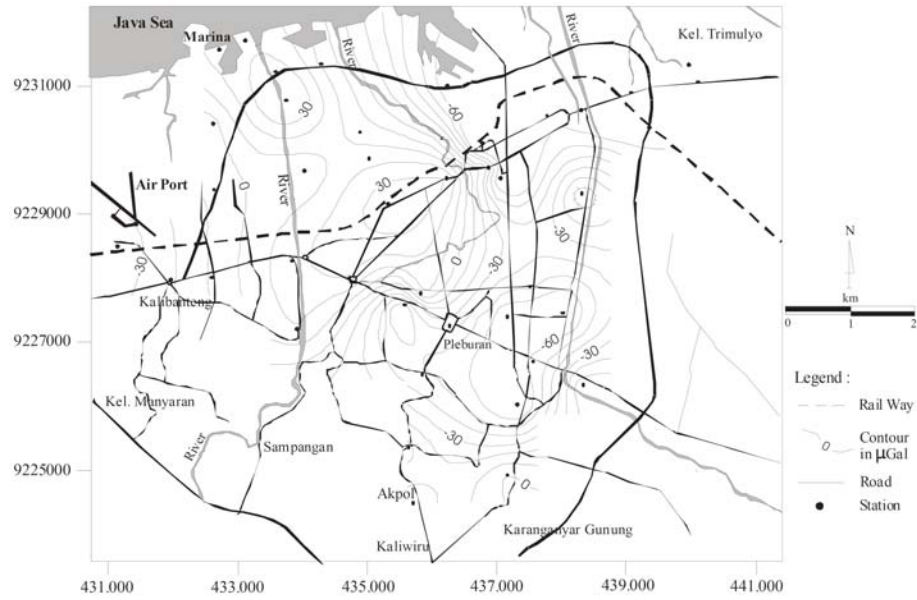 Java Sea
Marina
River
River
Kel. Trimulyo
9231000
30
-60
Air Port
0
River
30
9229000
-30
-30
0
-30
N
km
0 1 2
Kalibanteng
9227000
Pleburan
-60
-30
Legend :
Rail Way
Kel. Manyaran
Contour
0
in μGal
River
Sampangan
-30
Road
9225000
0
Station
Akpol
Karanganyar Gunung
Kaliwiru
431.000 433.000 435.000 437.000 439.000 441.000